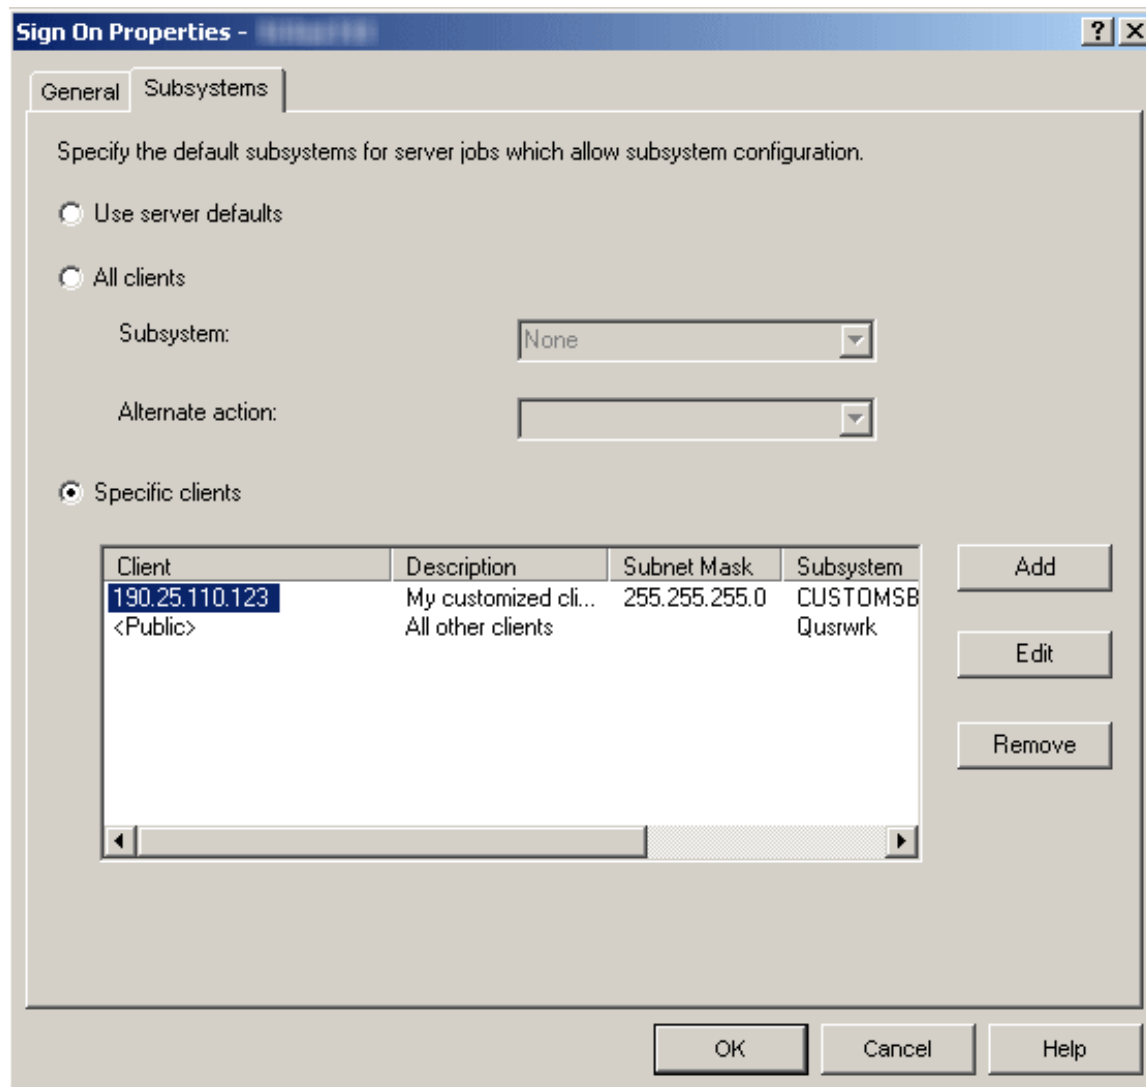 Sign On Properties -
General Subsystems
Specify the default subsystems for server jobs which allow subsystem configuration.
Use server defaults
All clients
Subsystem: None
Alternate action:
Specific clients
Client Description Subnet Mask Subsystem
190.25.110.123 My customized cli... 255.255.255.0 CUSTOMSB
<Public> All other clients Qusrwrk
Add
Edit
Remove
OK Cancel Help